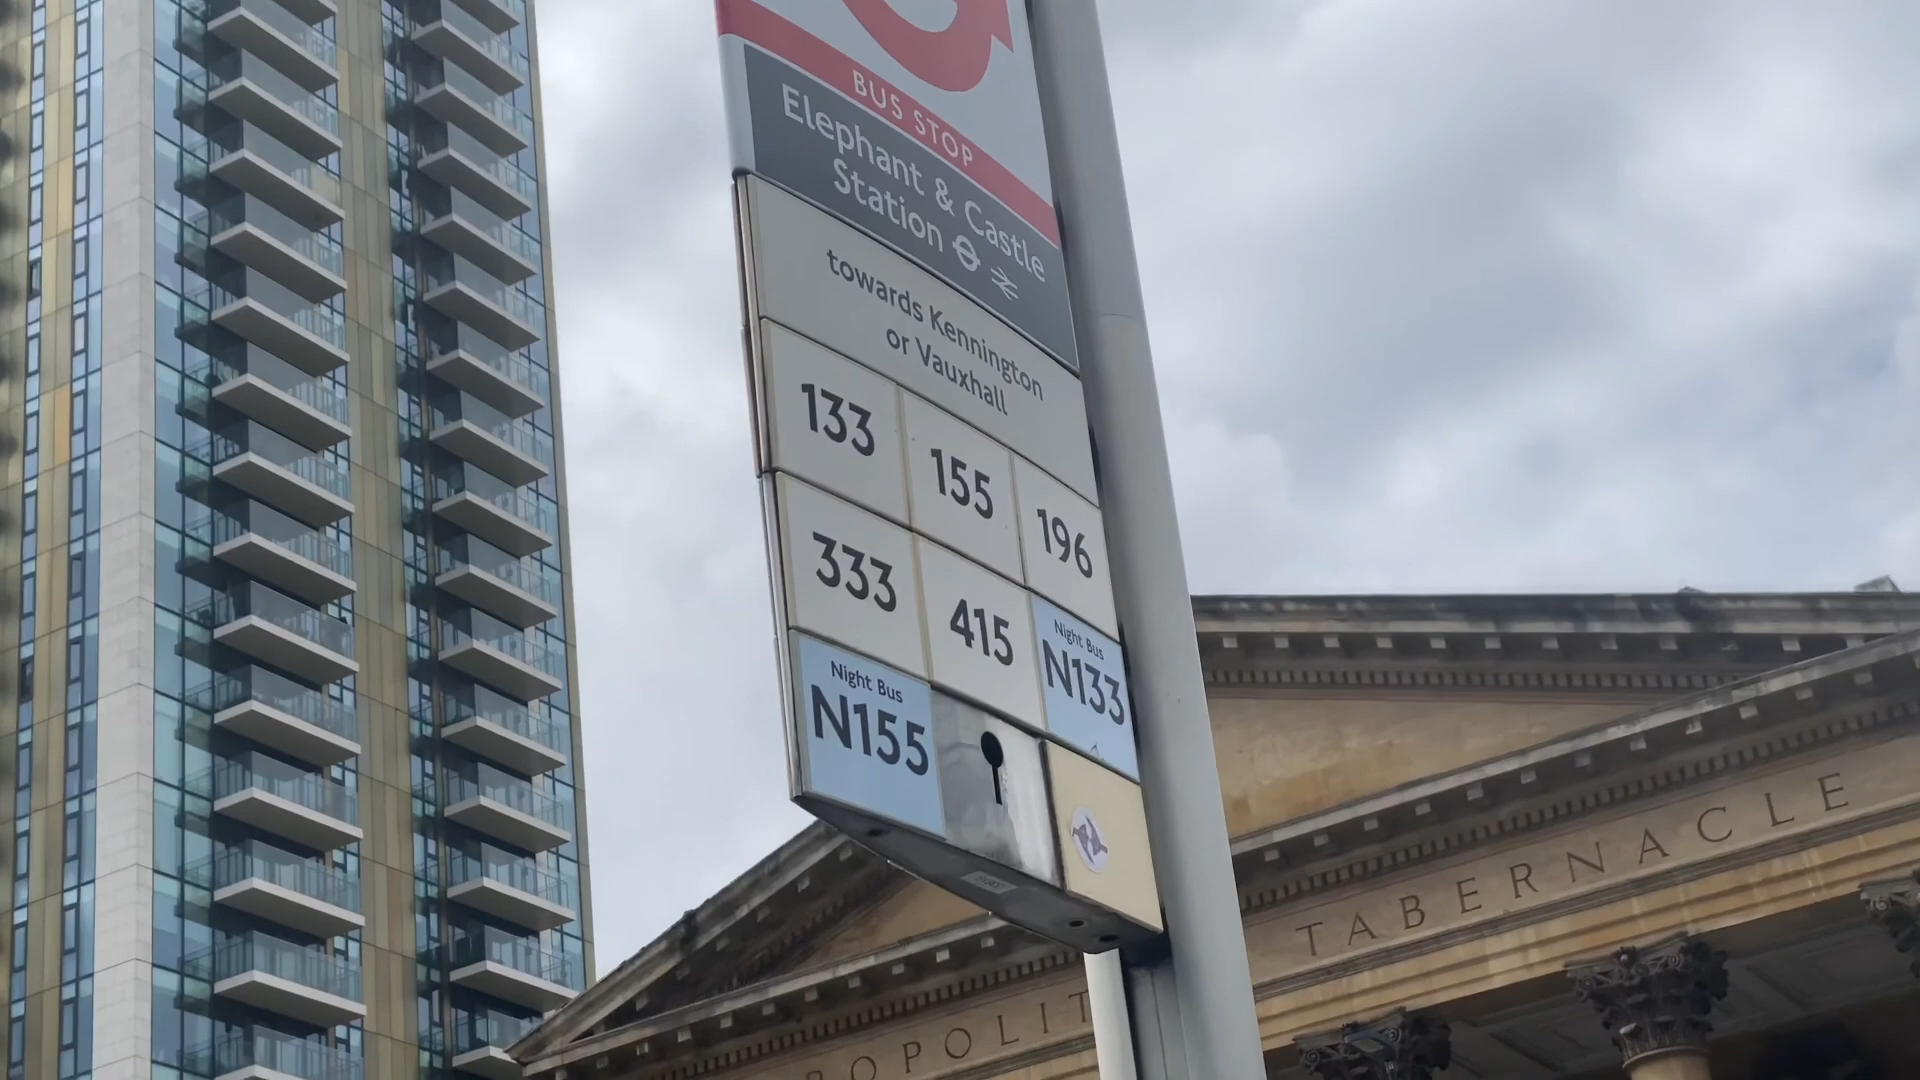 BUS STOP
Elephant & Castle
Station
towards Kennington
or Vauxhall
133
155
196
333
415
Night Bus
N133
Night Bus
N155
ROPOLIT
TABERNACLE